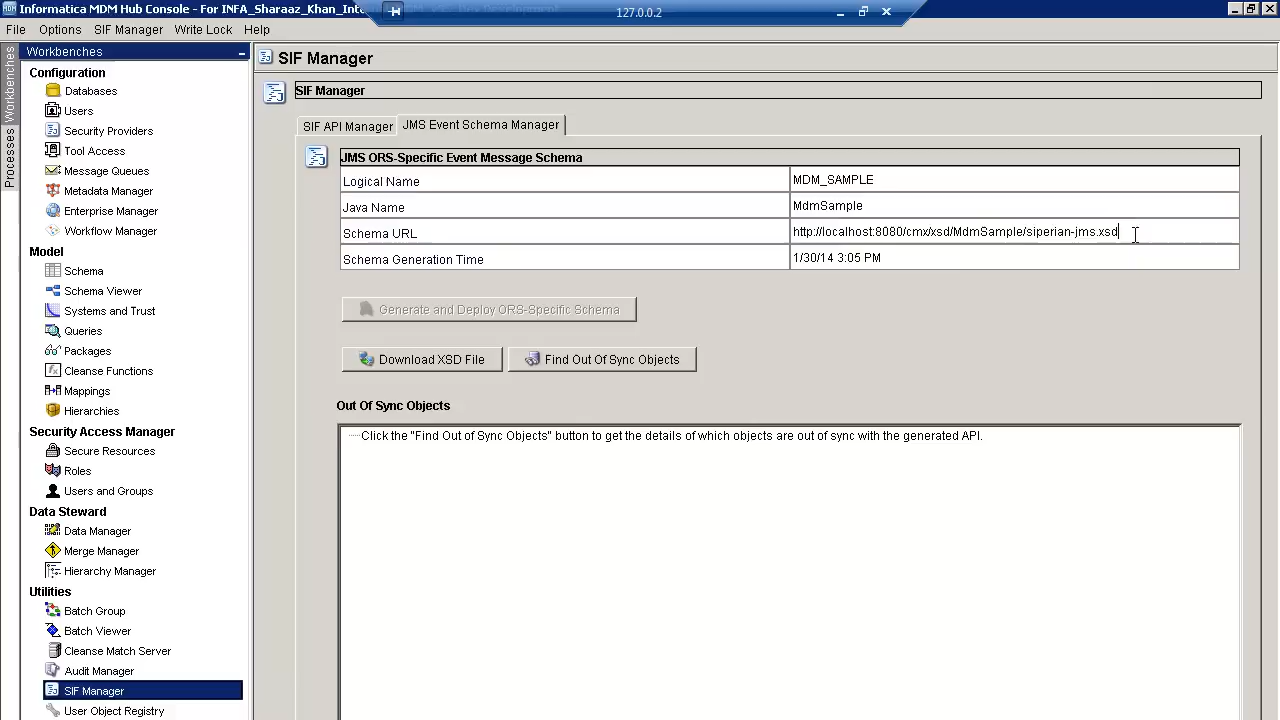 Informatica MDM Hub Console - For INFA_Sharaaz_Khan_Int
127.0.0.2
File Options SIF Manager Write Lock Help
Workbenches
Processes
Workbenches
Configuration
Databases
Users
Security Providers
Tool Access
Message Queues
Metadata Manager
Enterprise Manager
Workflow Manager
Model
Schema
Schema Viewer
Systems and Trust
Queries
Packages
Cleanse Functions
Mappings
Hierarchies
Security Access Manager
Secure Resources
Roles
Users and Groups
Data Steward
Data Manager
Merge Manager
Hierarchy Manager
Utilities
Batch Group
Batch Viewer
Cleanse Match Server
Audit Manager
SIF Manager
User Object Registry
SIF Manager
SIF Manager
SIF API Manager JMS Event Schema Manager
JMS ORS-Specific Event Message Schema
Logical Name MDM_SAMPLE
Java Name MdmSample
Schema URL http://localhost:8080/cmx/xsd/MdmSample/siperian-jms.xsd
Schema Generation Time 1/30/14 3:05 PM
Generate and Deploy ORS-Specific Schema
Download XSD File Find Out Of Sync Objects
Out Of Sync Objects
Click the "Find Out of Sync Objects" button to get the details of which objects are out of sync with the generated API.